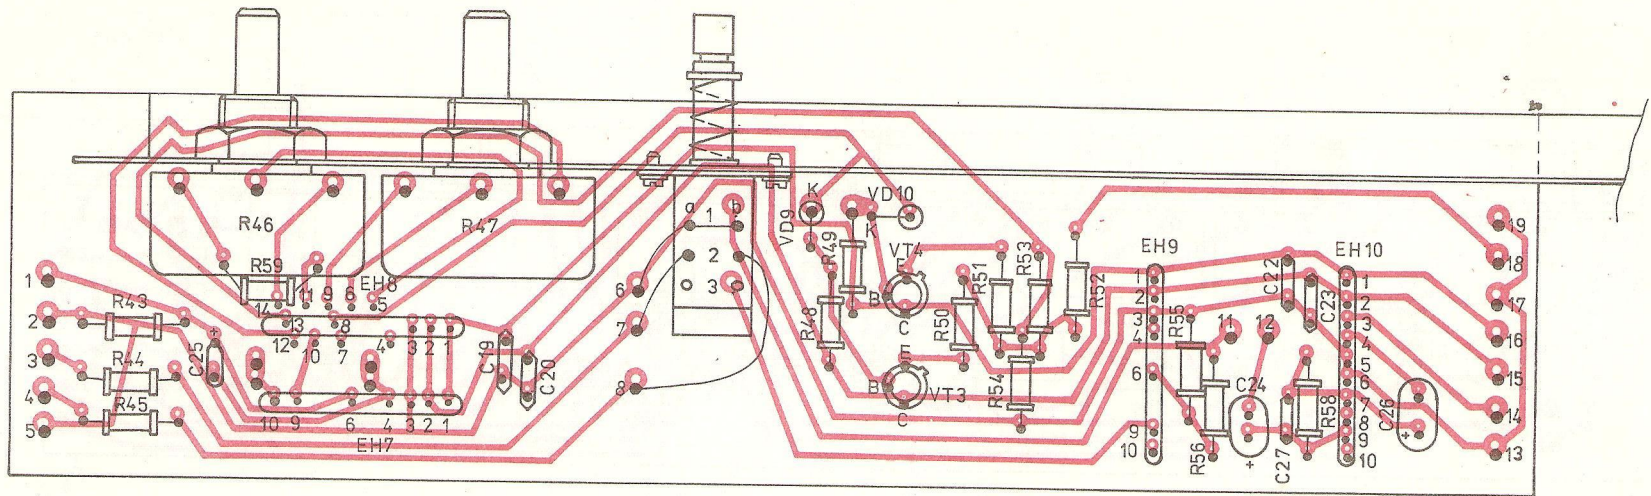 K
VD10
VD9
K
R46
R47
a
1
b
2
3
R59
EH8
11
9
6
5
14
13
8
12
10
7
4
3
2
1
1
2
3
4
5
R43
R44
R45
+
C25
C19
C20
10
9
6
4
3
2
1
EH7
6
7
8
R49
R48
VT4
E
B
C
E
B
VT3
C
R50
R51
R53
R52
R54
EH9
1
2
3
4
6
9
10
R55
R56
11
12
C22
C23
C24
+
C27
R58
EH10
1
2
3
4
5
6
7
8
9
10
C26
+
19
18
17
16
15
14
13